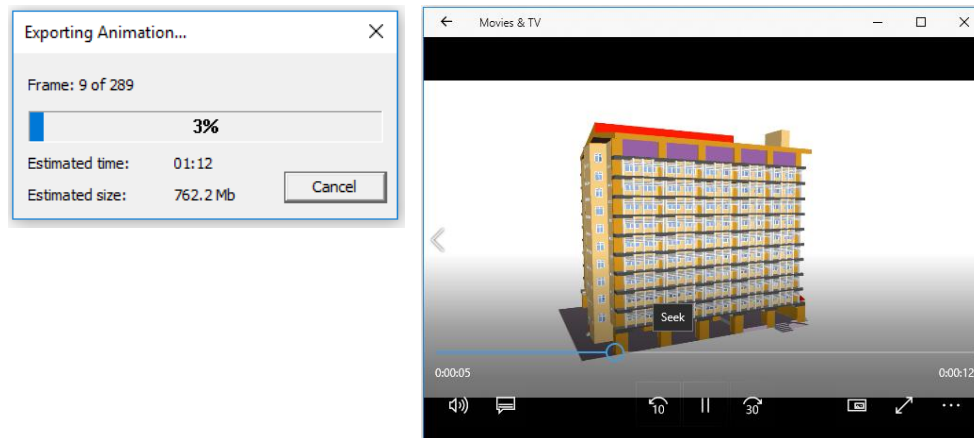 Exporting Animation...
Frame: 9 of 289
3%
Estimated time: 01:12
Estimated size: 762.2 Mb
Cancel
Movies & TV
Seek
0:00:05
0:00:12
10
30